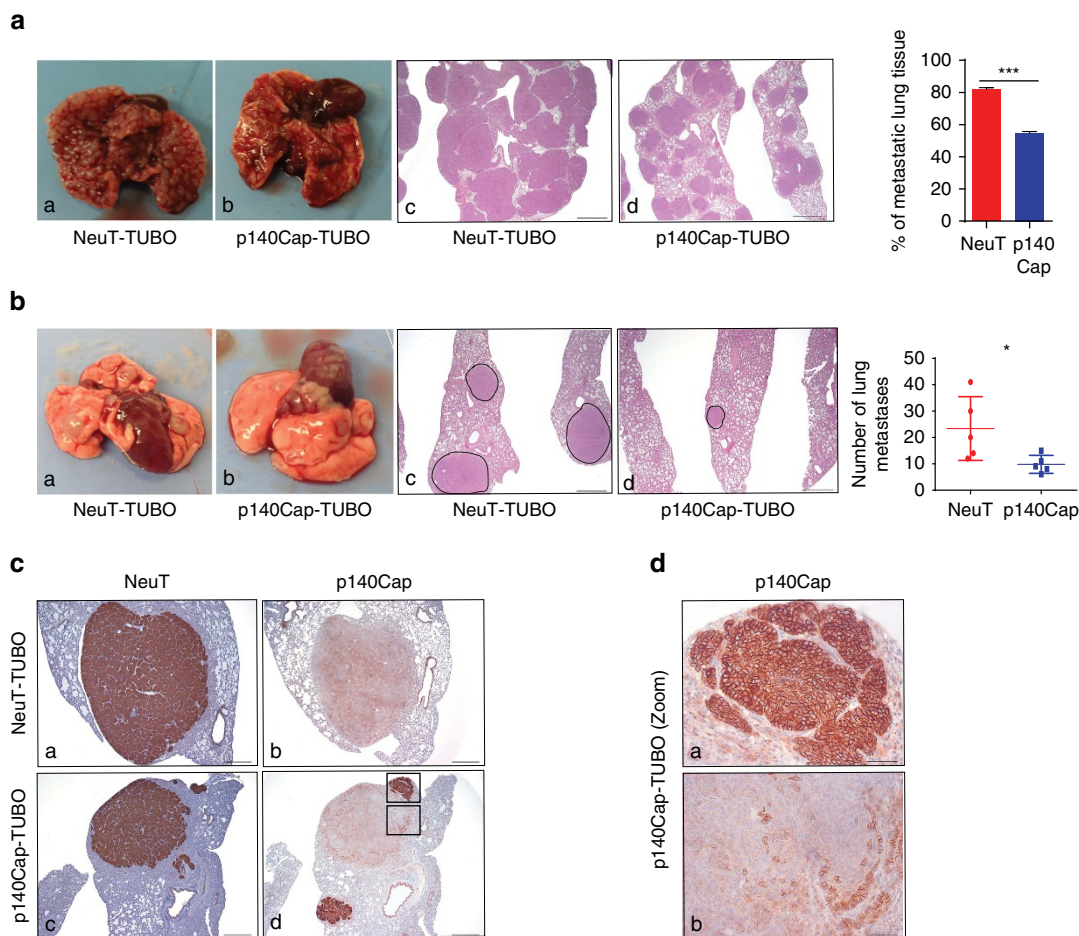 a
a
b
c
d
NeuT-TUBO
p140Cap-TUBO
NeuT-TUBO
p140Cap-TUBO
% of metastatic lung tissue
100
80
60
40
20
0
***
NeuT
p140
Cap
b
a
b
c
d
NeuT-TUBO
p140Cap-TUBO
NeuT-TUBO
p140Cap-TUBO
Number of lung
metastases
50
40
30
20
10
0
*
NeuT
p140Cap
c
NeuT
p140Cap
NeuT-TUBO
a
b
p140Cap-TUBO
c
d
d
p140Cap
p140Cap-TUBO (Zoom)
a
b